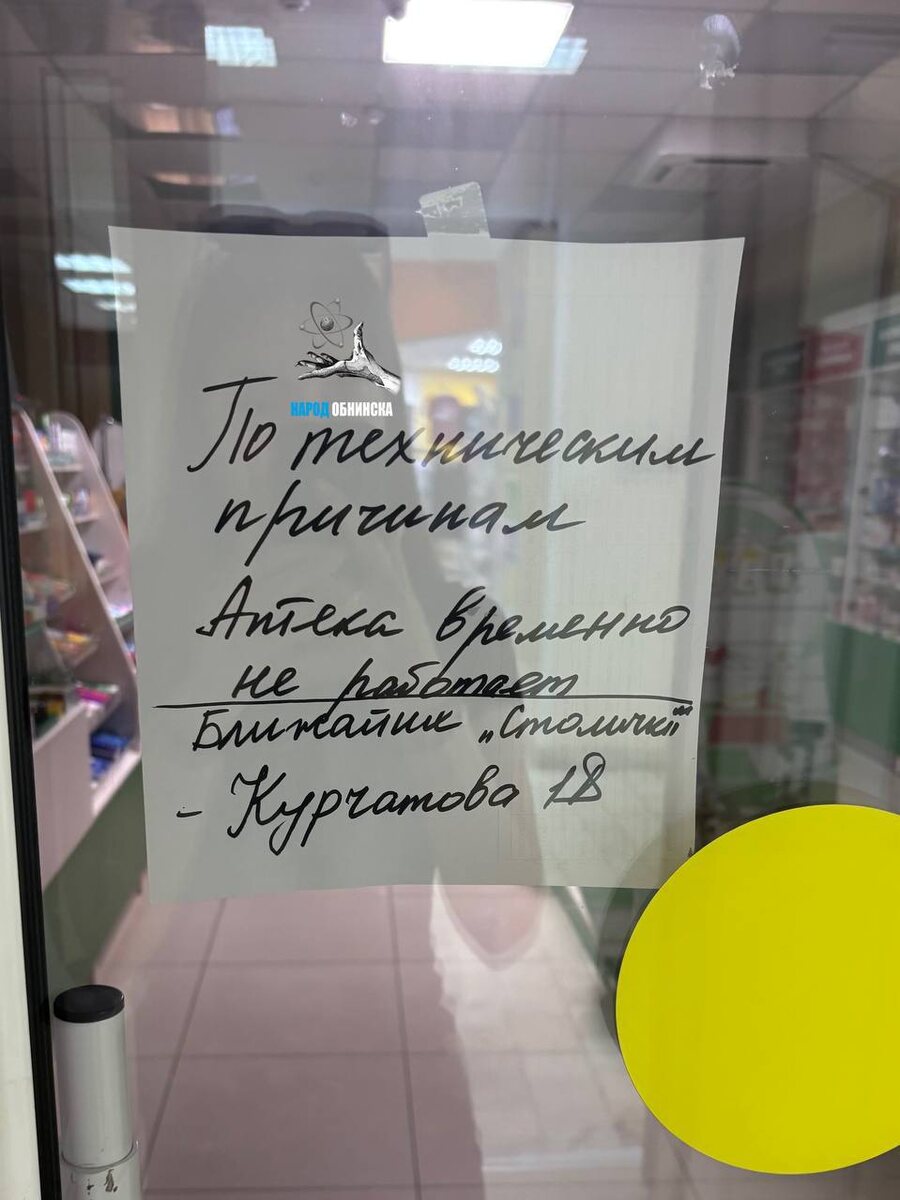 НАРОД ОБНИНСКА
По техническим
причинам
Аптека временно
не работает
Ближайшие „Столички"
- Курчатова 18